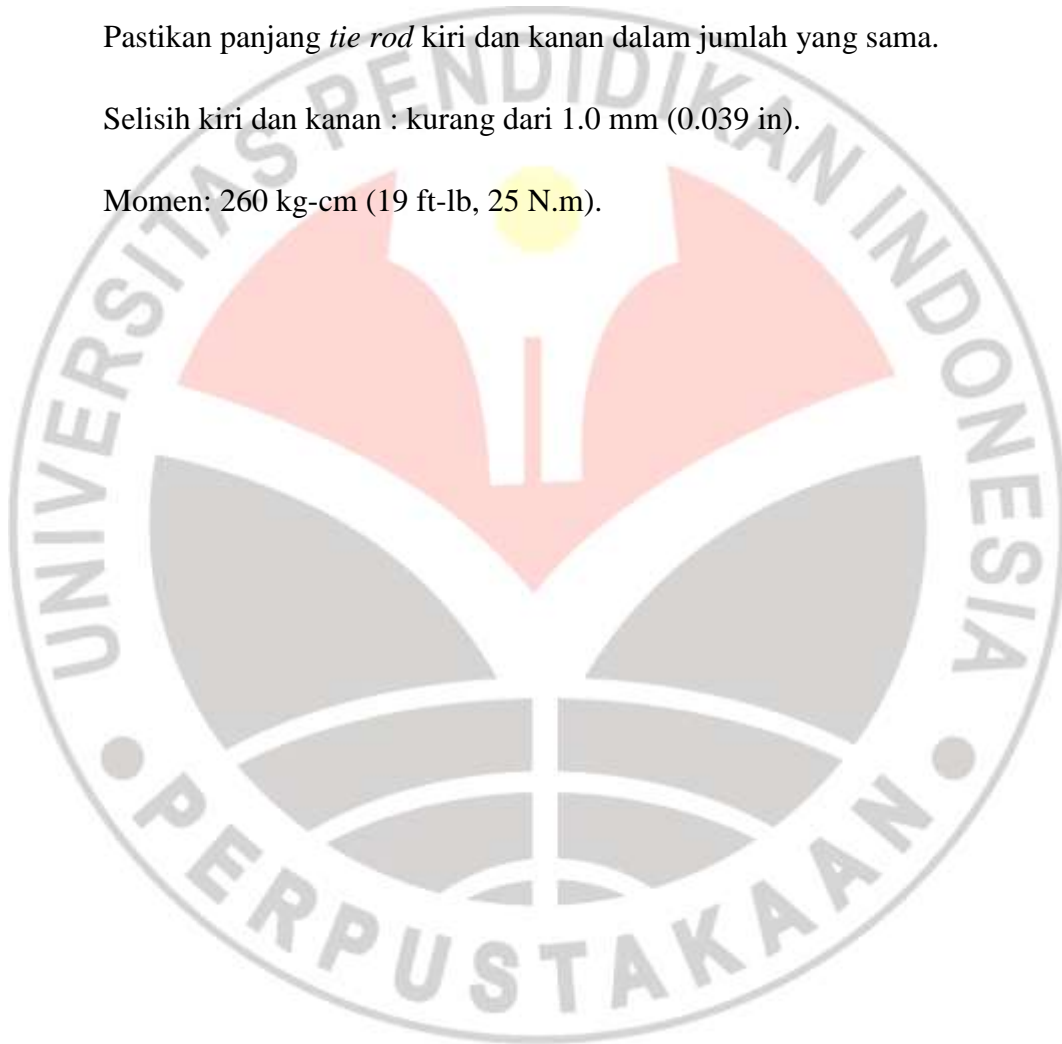 Pastikan panjang tie rod kiri dan kanan dalam jumlah yang sama.
Selisih kiri dan kanan : kurang dari 1.0 mm (0.039 in).
Momen: 260 kg-cm (19 ft-lb, 25 N.m).
UNIVERSITAS PENDIDIKAN INDONESIA
PERPUSTAKAAN